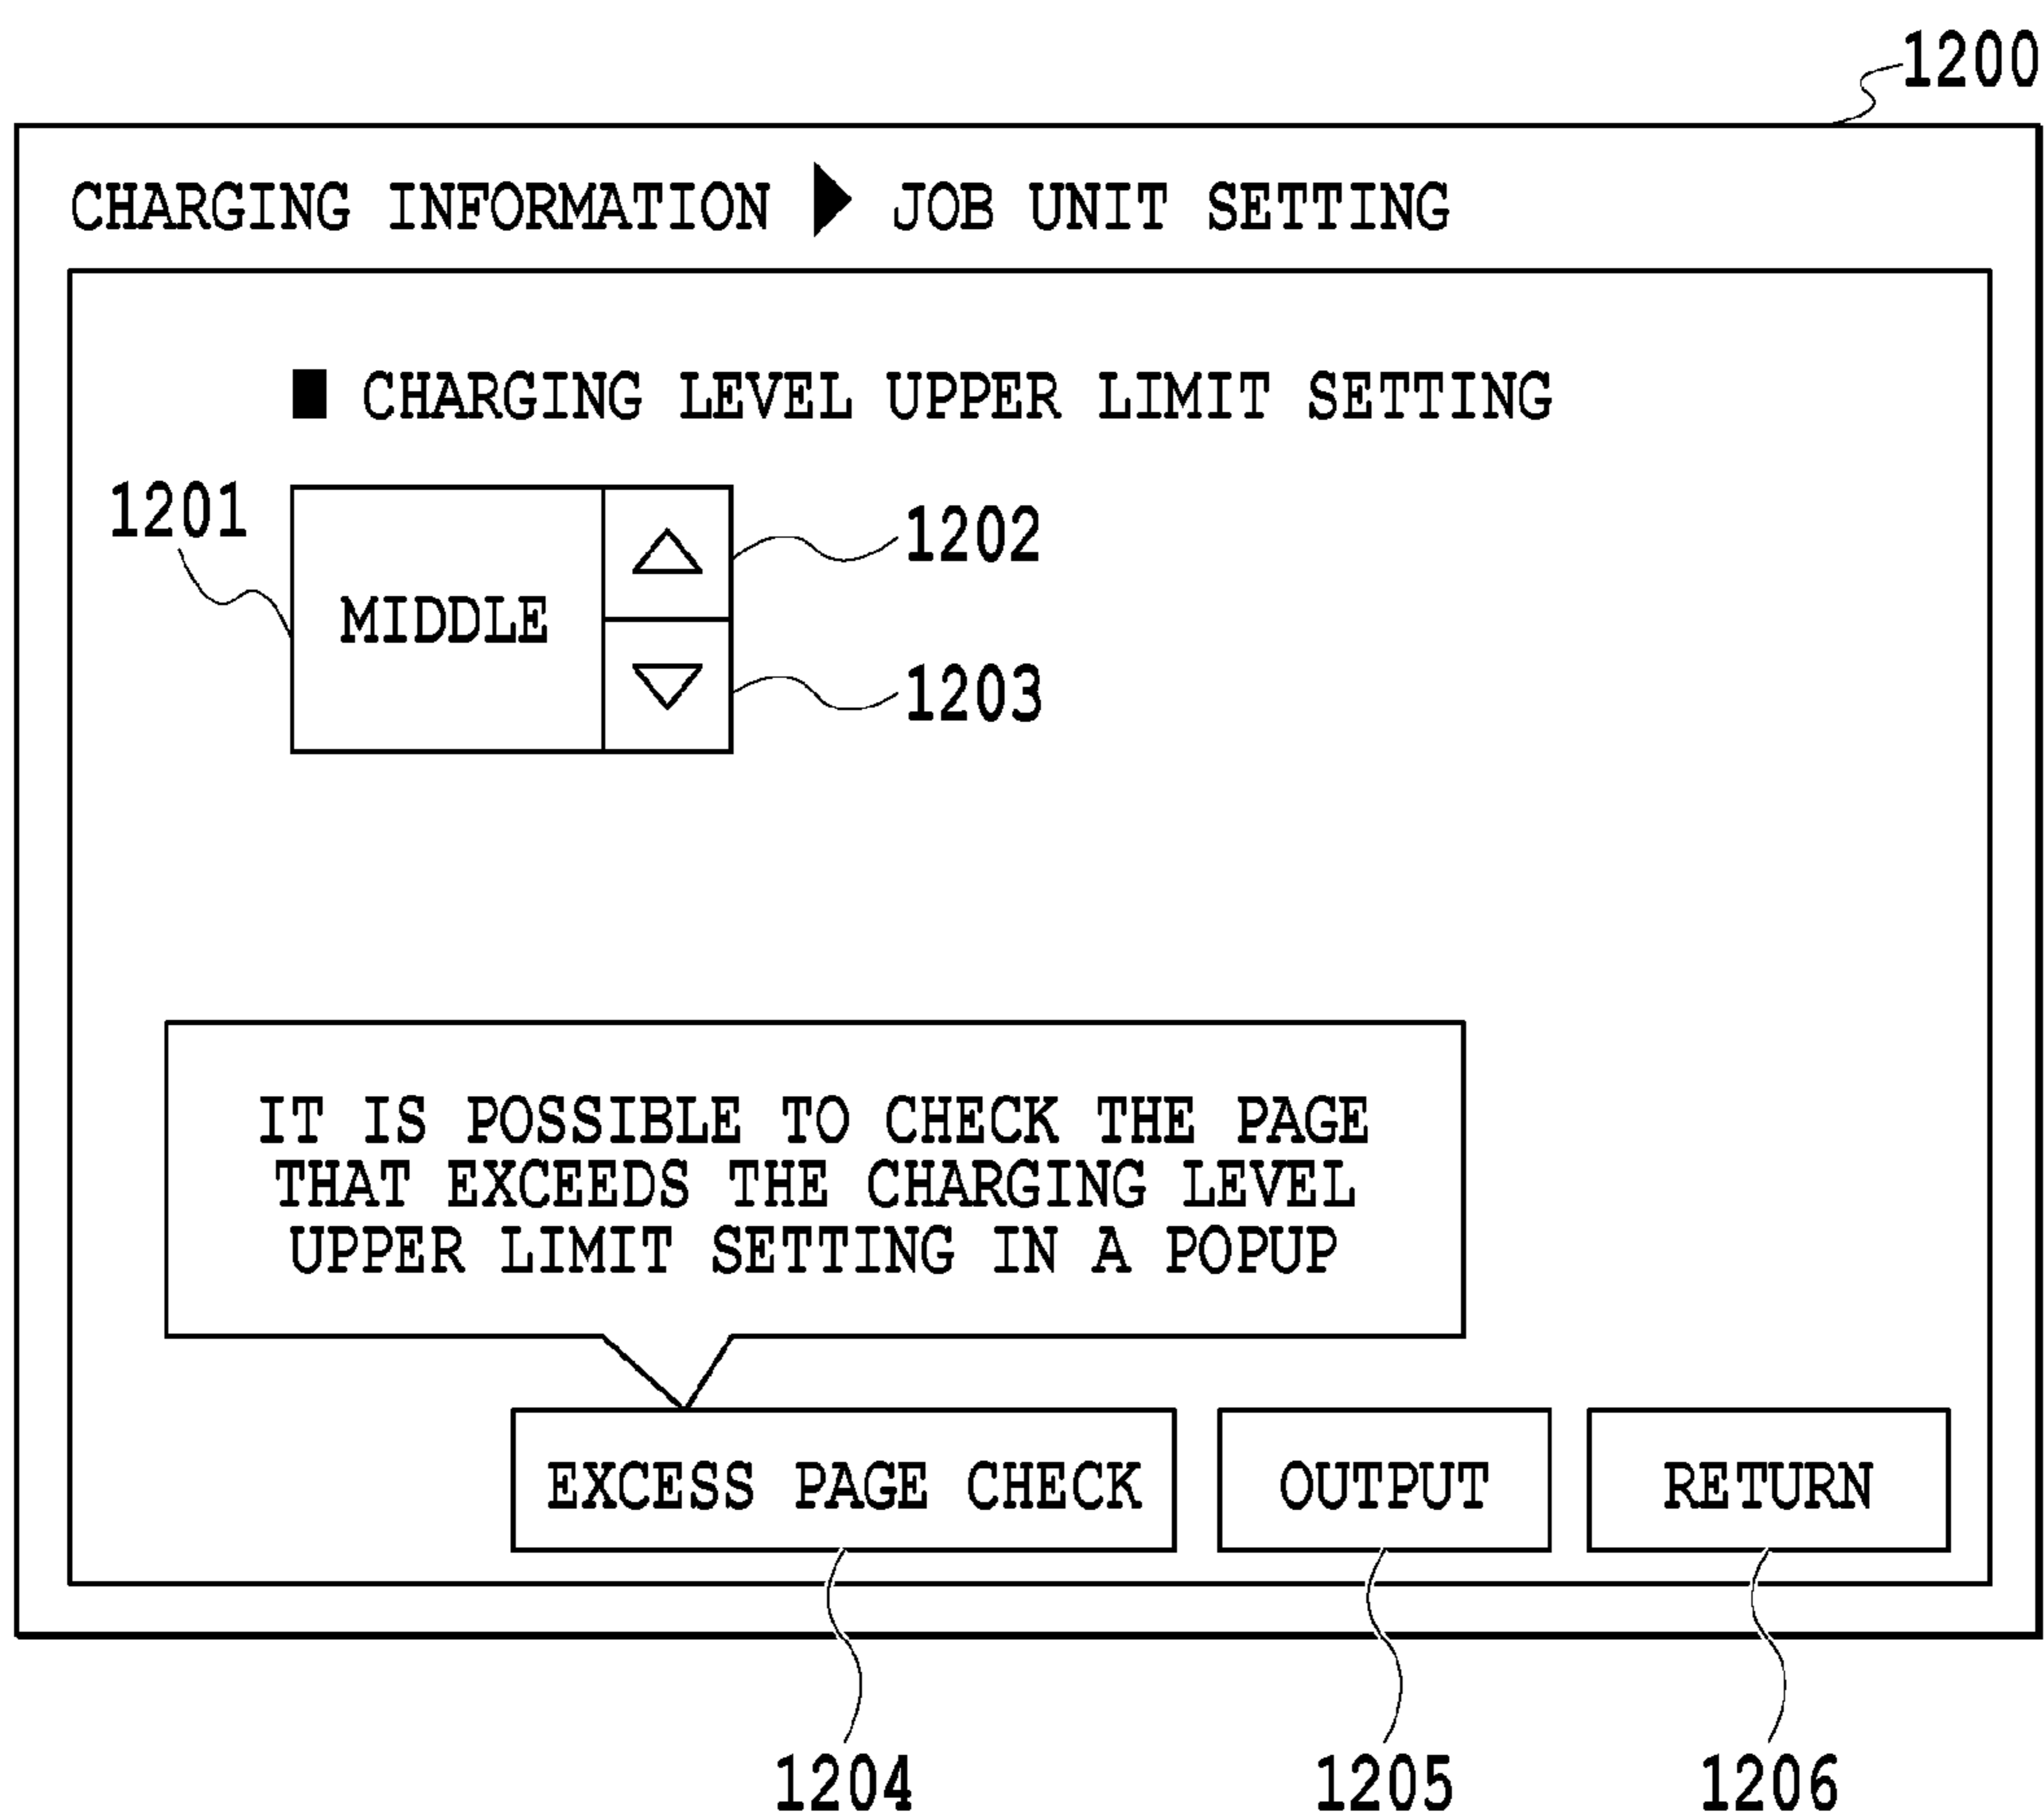 1200
CHARGING INFORMATION ▶ JOB UNIT SETTING
■ CHARGING LEVEL UPPER LIMIT SETTING
1201
MIDDLE
1202
1203
IT IS POSSIBLE TO CHECK THE PAGE
THAT EXCEEDS THE CHARGING LEVEL
UPPER LIMIT SETTING IN A POPUP
EXCESS PAGE CHECK
OUTPUT
RETURN
1204
1205
1206